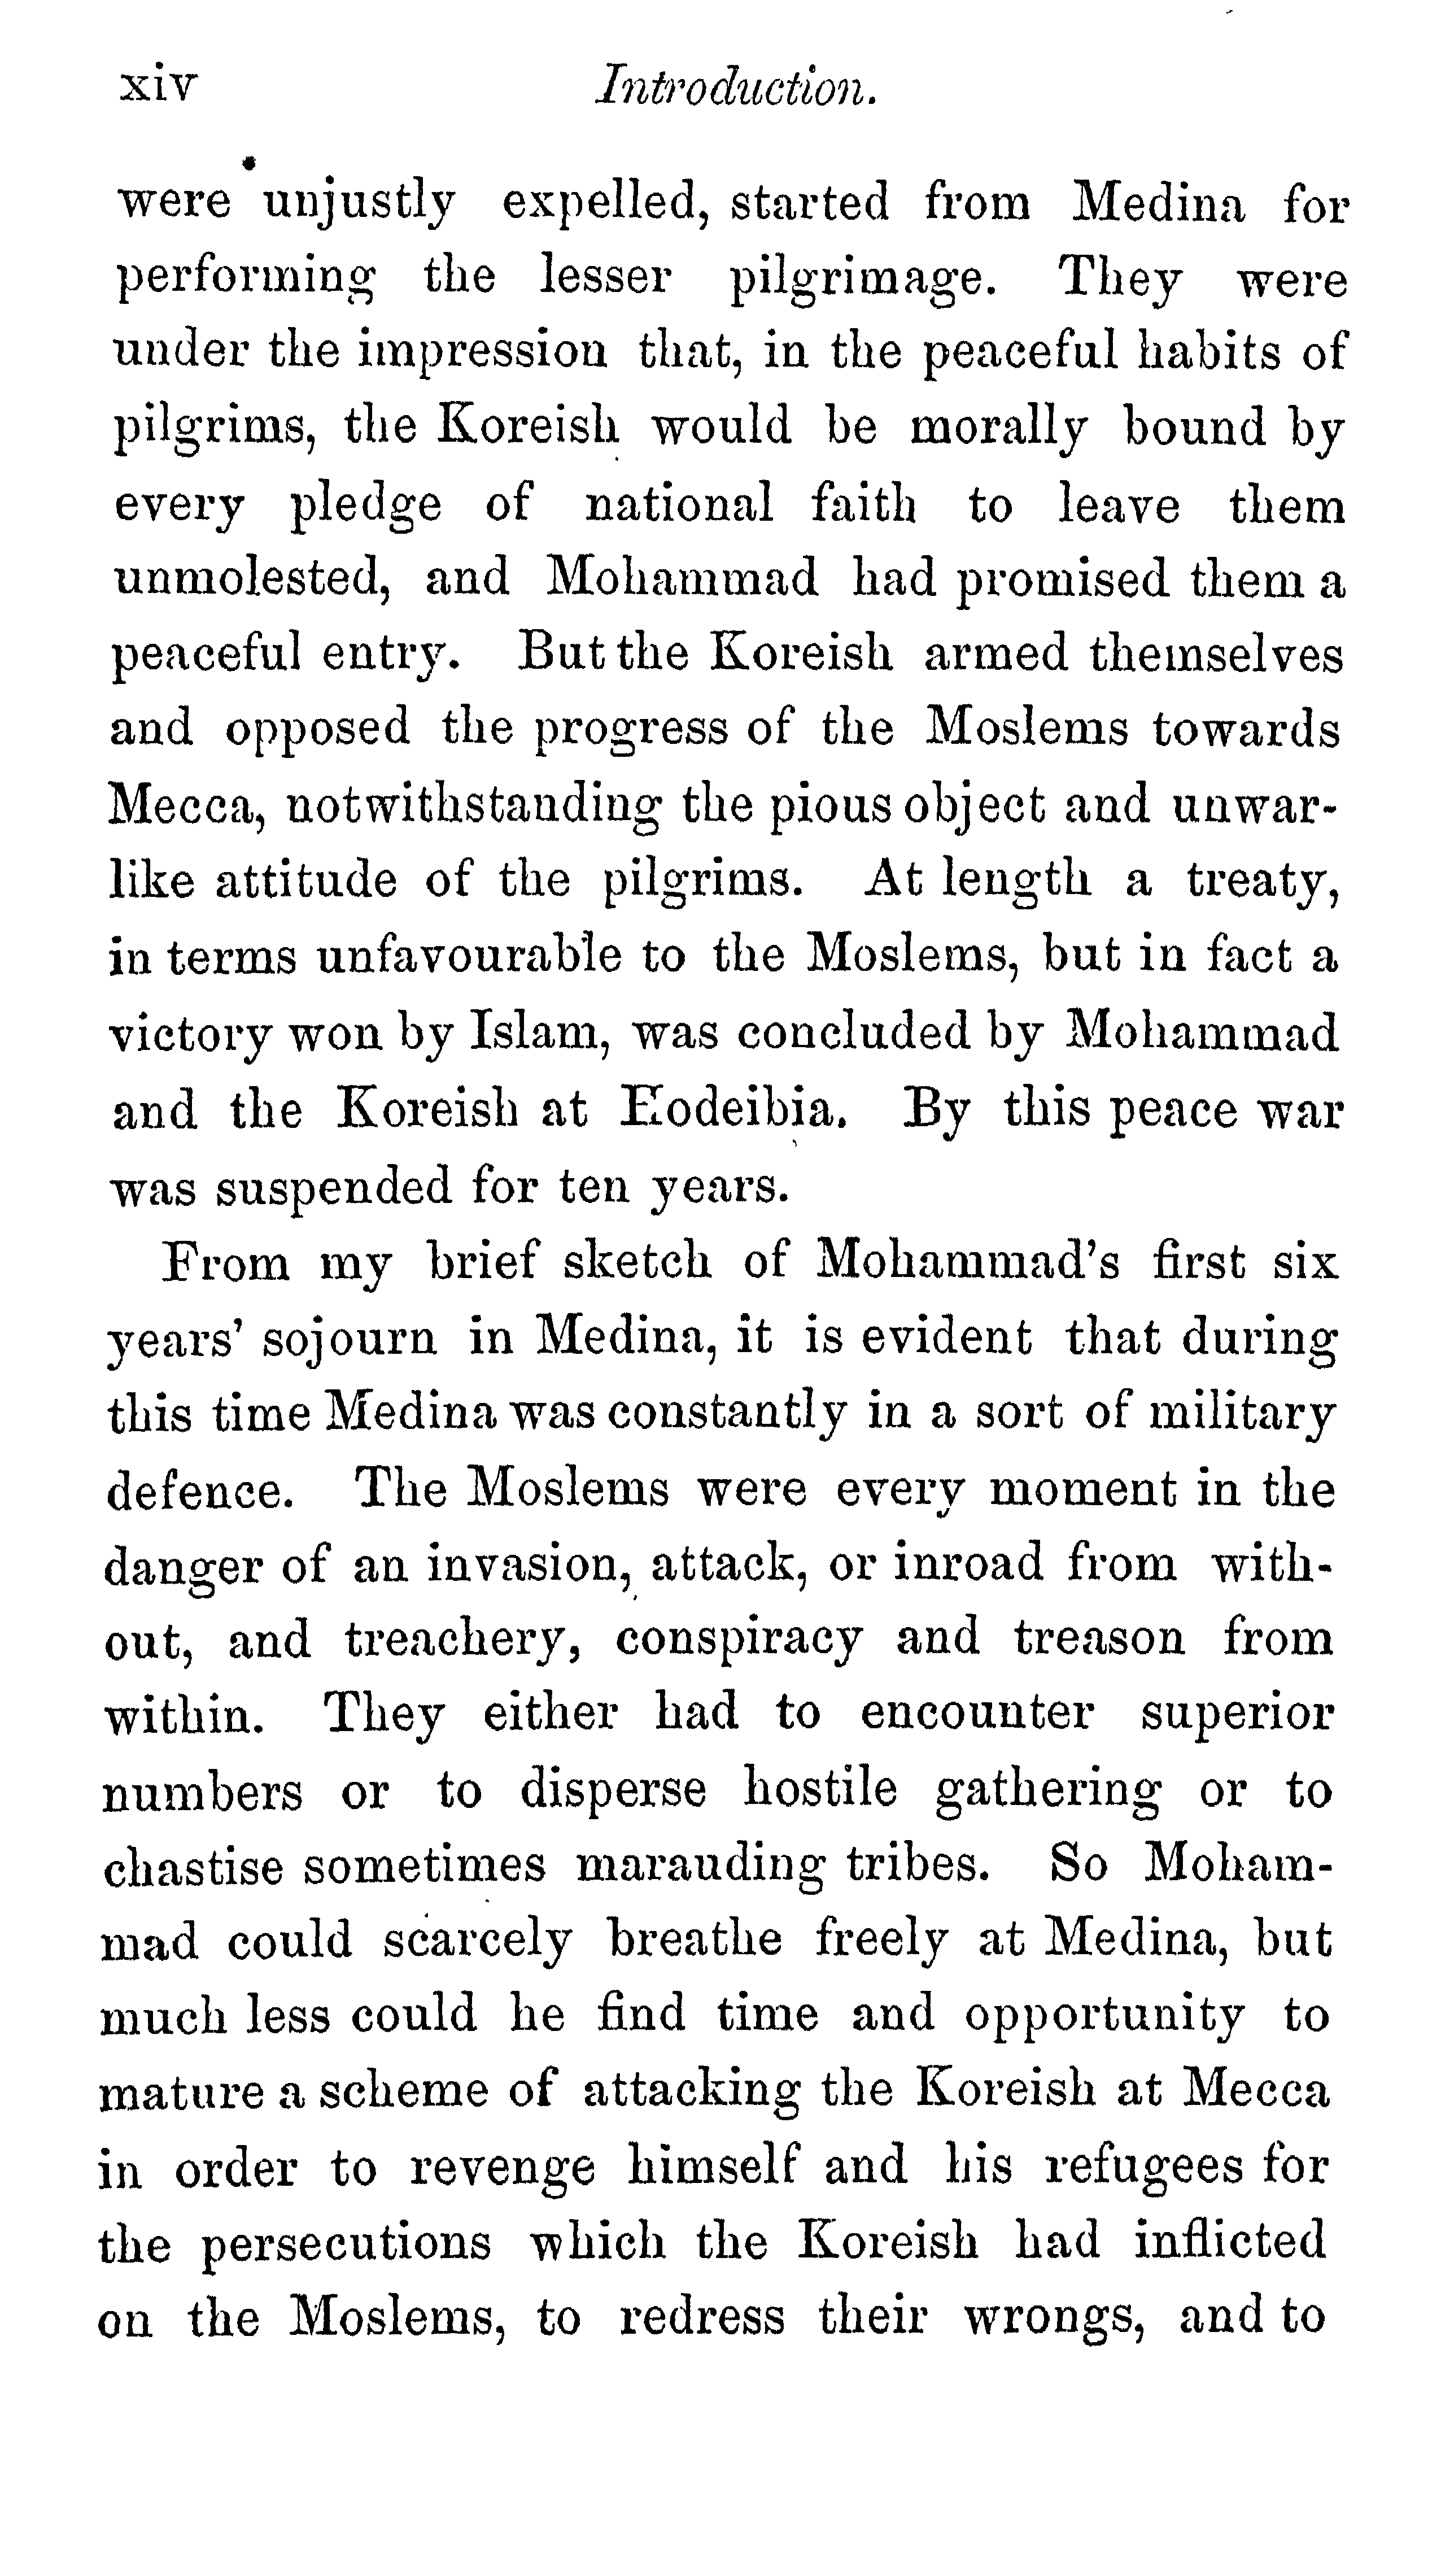 xiv Introduction.
were unjustly expelled, started from Medina for
performing the lesser pilgrimage. They were
under the impression that, in the peaceful habits of
pilgrims, the Koreish would be morally bound by
every pledge of national faith to leave them
unmolested, and Mohammad had promised them a
peaceful entry. But the Koreish armed themselves
and opposed the progress of the Moslems towards
Mecca, notwithstanding the pious object and unwar-
like attitude of the pilgrims. At length a treaty,
in terms unfavourable to the Moslems, but in fact a
victory won by Islam, was concluded by Mohammad
and the Koreish at Hodeibia. By this peace war
was suspended for ten years.
From my brief sketch of Mohammad's first six
years' sojourn in Medina, it is evident that during
this time Medina was constantly in a sort of military
defence. The Moslems were every moment in the
danger of an invasion, attack, or inroad from with-
out, and treachery, conspiracy and treason from
within. They either had to encounter superior
numbers or to disperse hostile gathering or to
chastise sometimes marauding tribes. So Moham-
mad could scarcely breathe freely at Medina, but
much less could he find time and opportunity to
mature a scheme of attacking the Koreish at Mecca
in order to revenge himself and his refugees for
the persecutions which the Koreish had inflicted
on the Moslems, to redress their wrongs, and to